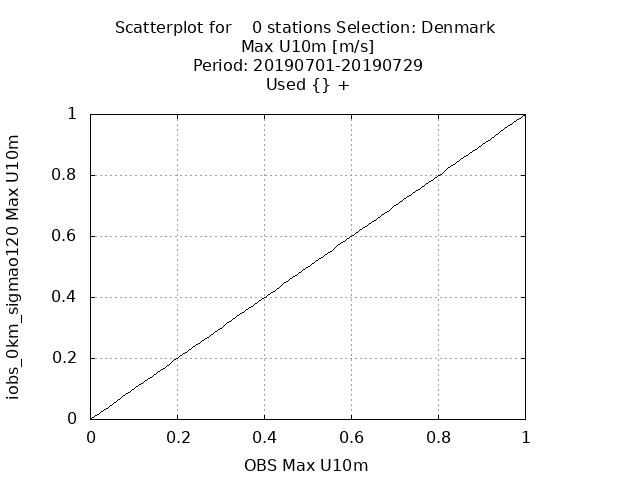 Scatterplot for    0 stations Selection: Denmark
Max U10m [m/s]
Period: 20190701-20190729
Used {} +
iobs_0km_sigmao120 Max U10m
1
0.8
0.6
0.4
0.2
0
0 0.2 0.4 0.6 0.8 1
OBS Max U10m